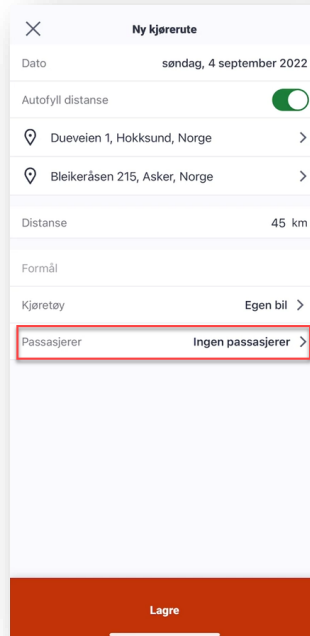 Ny kjørerute
Dato søndag, 4 september 2022
Autofyll distanse
Dueveien 1, Hokksund, Norge
Bleikeråsen 215, Asker, Norge
Distanse 45 km
Formål
Kjøretøy Egen bil
Passasjerer Ingen passasjerer
Lagre